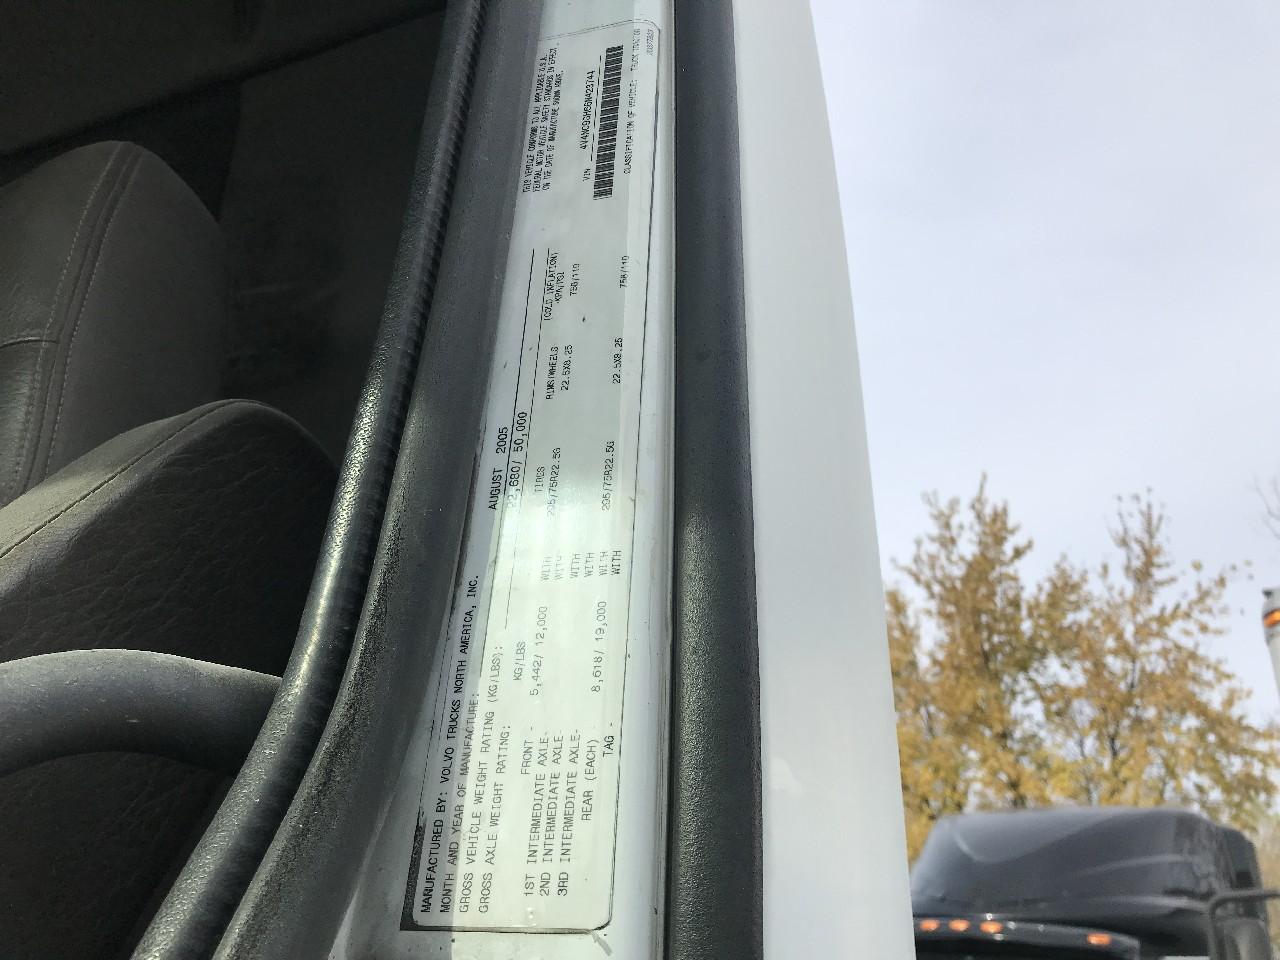 MANUFACTURED BY: VOLVO TRUCKS NORTH AMERICA, INC.
MONTH AND YEAR OF MANUFACTURE: AUGUST 2005
GROSS VEHICLE WEIGHT RATING (KG/LBS): 22,680/ 50,000
GROSS AXLE WEIGHT RATING:
KG/LBS TIRES RIMS/WHEELS (COLD INFLATION) KPA/PSI
FRONT - 5,442/ 12,000 WITH 295/75R22.5G 22.5X8.25 758/110
1ST INTERMEDIATE AXLE- WITH
2ND INTERMEDIATE AXLE WITH
3RD INTERMEDIATE AXLE- WITH
REAR (EACH) 8,618/ 19,000 WITH 295/75R22.5G 22.5X8.25 758/110
TAG - WITH
THIS VEHICLE CONFORMS TO ALL APPLICABLE U.S.A.
FEDERAL MOTOR VEHICLE SAFETY STANDARDS IN EFFECT
ON THE DATE OF MANUFACTURE SHOWN ABOVE.
VIN
CLASSIFICATION OF VEHICLE: TRUCK TRACTOR